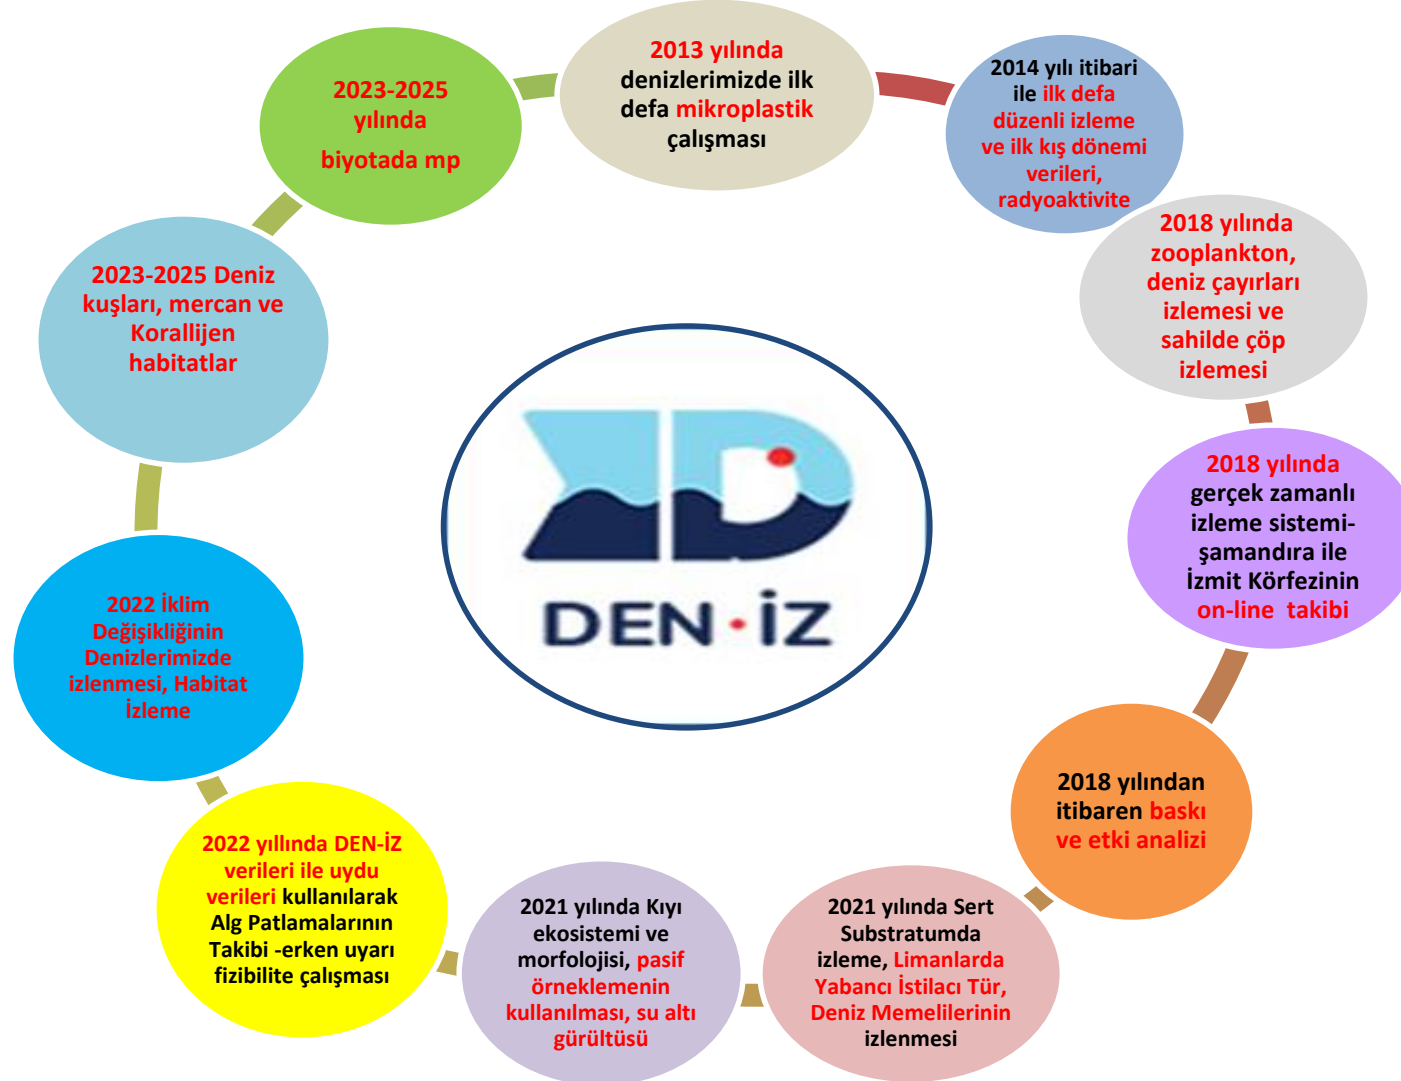 2013 yılında
denizlerimizde ilk
defa mikroplastik
çalışması
2014 yılı itibari
ile ilk defa
düzenli izleme
ve ilk kış dönemi
verileri,
radyoaktivite
2018 yılında
zooplankton,
deniz çayırları
izlemesi ve
sahilde çöp
izlemesi
2018 yılında
gerçek zamanlı
izleme sistemi-
şamandıra ile
İzmit Körfezinin
on-line takibi
2018 yılından
itibaren baskı
ve etki analizi
2021 yılında Sert
Substratumda
izleme, Limanlarda
Yabancı İstilacı Tür,
Deniz Memelilerinin
izlenmesi
2021 yılında Kıyı
ekosistemi ve
morfolojisi, pasif
örneklemenin
kullanılması, su altı
gürültüsü
2022 yıllında DEN-İZ
verileri ile uydu
verileri kullanılarak
Alg Patlamalarının
Takibi -erken uyarı
fizibilite çalışması
2022 İklim
Değişikliğinin
Denizlerimizde
izlenmesi, Habitat
İzleme
2023-2025 Deniz
kuşları, mercan ve
Korallijen
habitatlar
2023-2025
yılında
biyotada mp
DEN·İZ